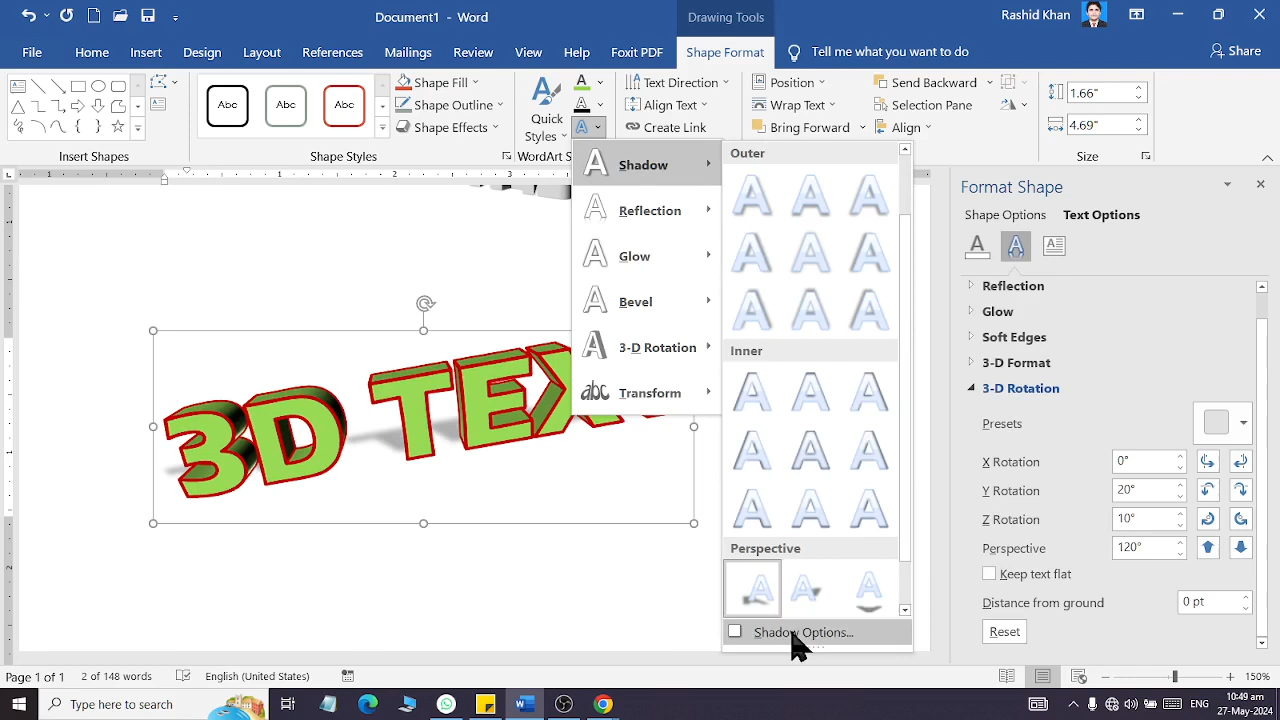 Document1 - Word
Drawing Tools
Rashid Khan
File Home Insert Design Layout References Mailings Review View Help Foxit PDF Shape Format Tell me what you want to do Share
Abc Abc Abc
Shape Fill
Shape Outline
Shape Effects
Quick
Styles
A
A
A
Text Direction
Align Text
Create Link
Position
Wrap Text
Bring Forward
Send Backward
Selection Pane
Align
1.66"
4.69"
Insert Shapes
Shape Styles
WordArt S
Size
1 2 3
Shadow
Reflection
Glow
Bevel
3-D Rotation
abc Transform
Outer
A A A
A A A
A A A
Inner
A A A
A A A
A A A
Perspective
A A A
Shadow Options...
3D TEX
Format Shape
Shape Options Text Options
Reflection
Glow
Soft Edges
3-D Format
3-D Rotation
Presets
X Rotation 0°
Y Rotation 20°
Z Rotation 10°
Perspective 120°
Keep text flat
Distance from ground 0 pt
Reset
Page 1 of 1 2 of 148 words English (United States) 150%
Type here to search
ENG
10:49 am
27-May-2024